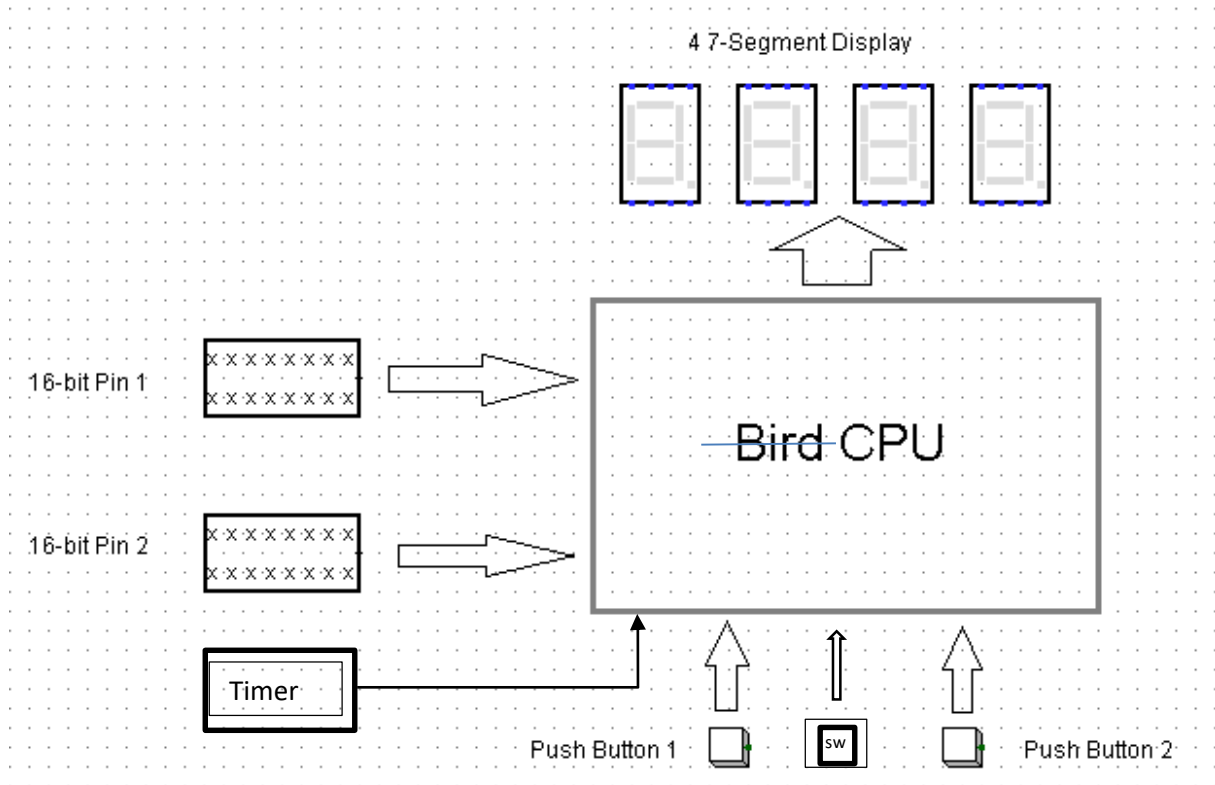 4 7-Segment Display
16-bit Pin 1
x x x x x x x x
x x x x x x x x
Bird CPU
16-bit Pin 2
x x x x x x x x
x x x x x x x x
Timer
Push Button 1
sw
Push Button 2